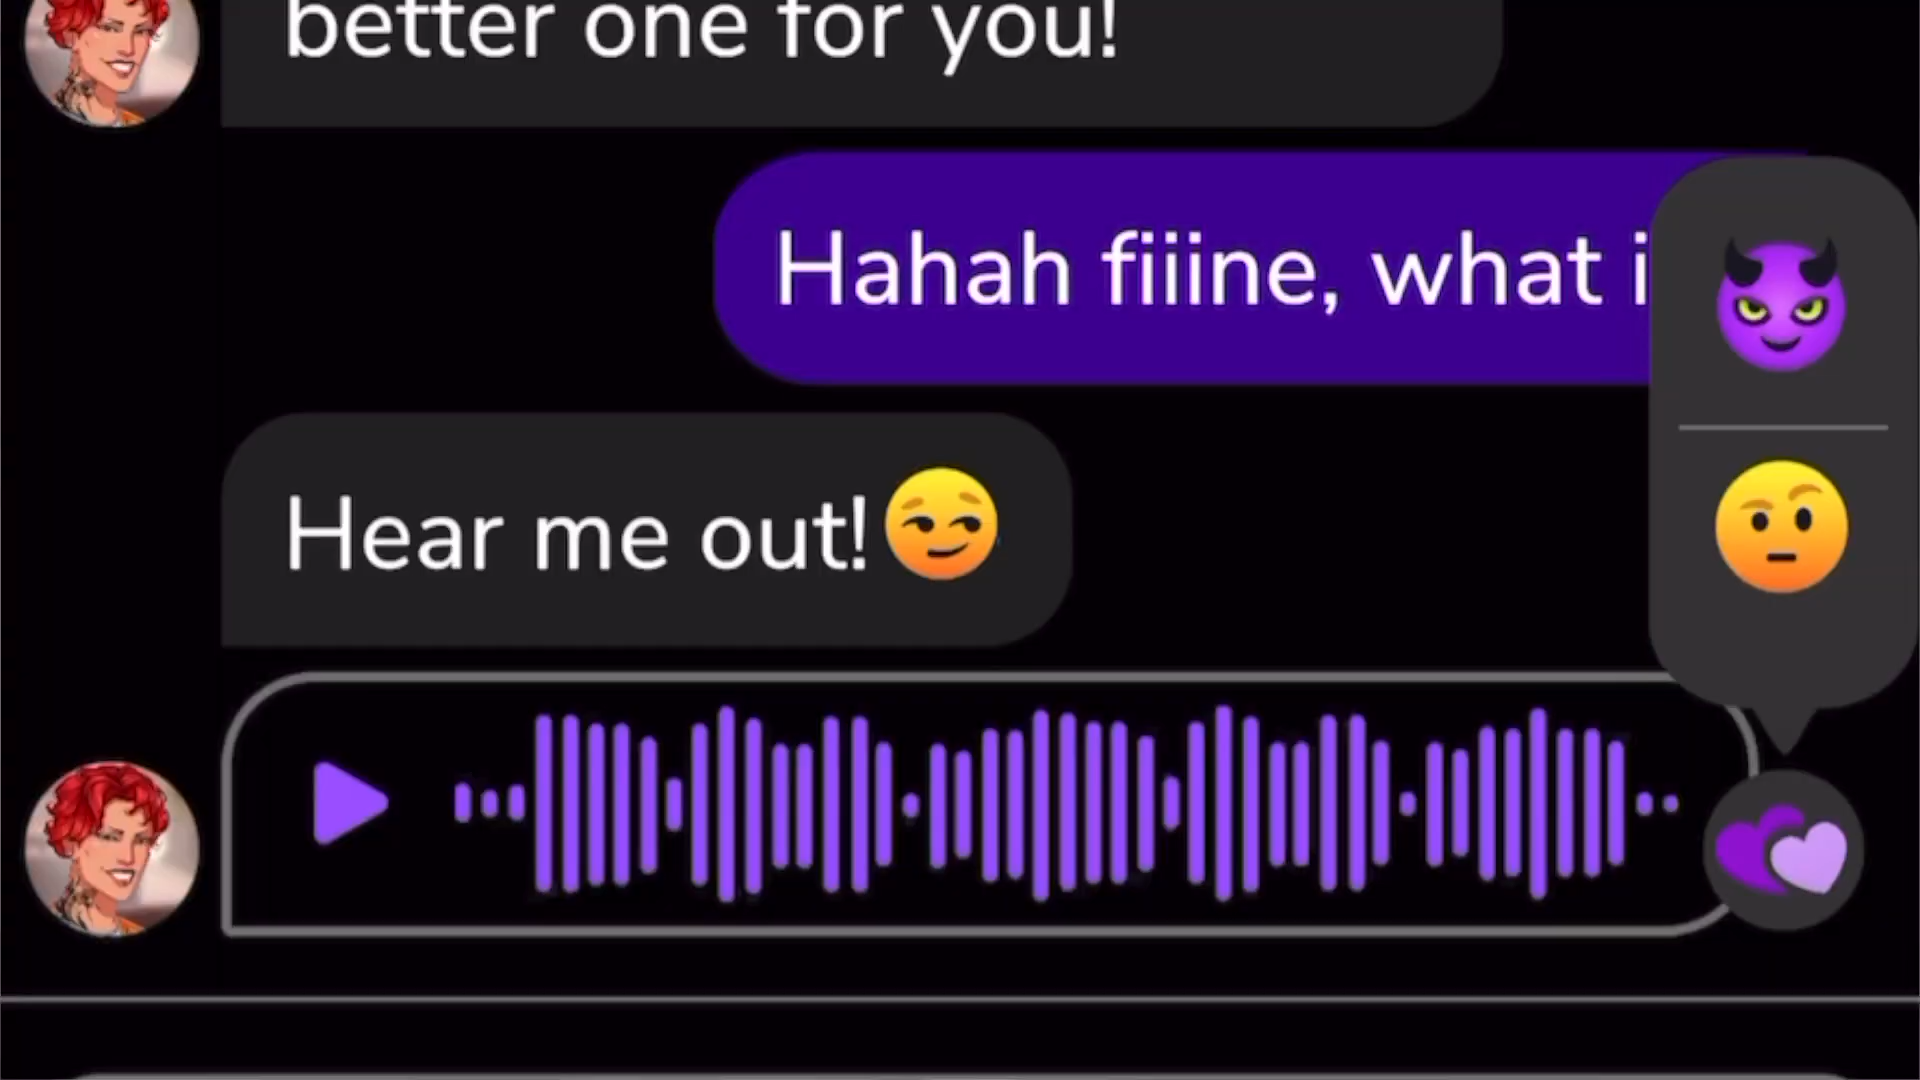 better one for you!
Hahah fiiine, what
Hear me out!😏